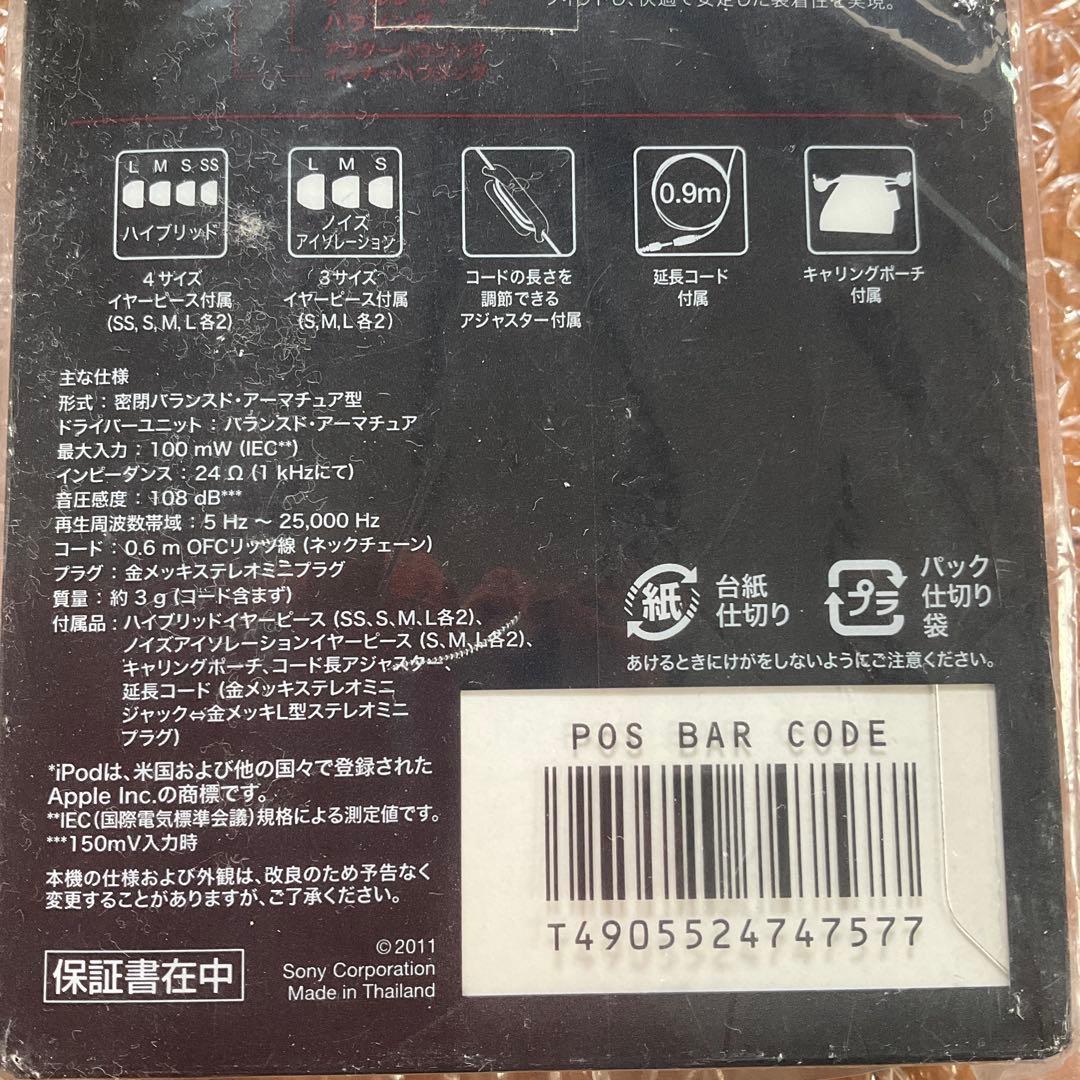 ハウジング
アウターハウジング
インナーハウジング
L M S SS
ハイブリッド
4サイズ
イヤーピース付属
(SS, S, M, L 各2)
L M S
ノイズ
アイソレーション
3サイズ
イヤーピース付属
(S,M,L 各2)
コードの長さを
調節できる
アジャスター付属
0.9m
延長コード
付属
キャリングポーチ
付属
主な仕様
形式：密閉バランスド・アーマチュア型
ドライバーユニット：バランスド・アーマチュア
最大入力：100 mW (IEC**)
インピーダンス：24 Ω (1 kHzにて)
音圧感度：108 dB***
再生周波数帯域：5 Hz ～ 25,000 Hz
コード：0.6 m OFCリッツ線 (ネックチェーン)
プラグ：金メッキステレオミニプラグ
質量：約 3 g (コード含まず)
付属品：ハイブリッドイヤーピース (SS、S、M、L各2)、
ノイズアイソレーションイヤーピース (S、M、L各2)、
キャリングポーチ、コード長アジャスター、
延長コード (金メッキステレオミニ
ジャック⇔金メッキL型ステレオミニ
プラグ)
*iPodは、米国および他の国々で登録された
Apple Inc.の商標です。
**IEC(国際電気標準会議)規格による測定値です。
***150mV入力時
本機の仕様および外観は、改良のため予告なく
変更することがありますが、ご了承ください。
保証書在中
©2011
Sony Corporation
Made in Thailand
紙
台紙
仕切り
プラ
パック
仕切り
袋
あけるときにけがをしないようにご注意ください。
POS BAR CODE
T4905524747577